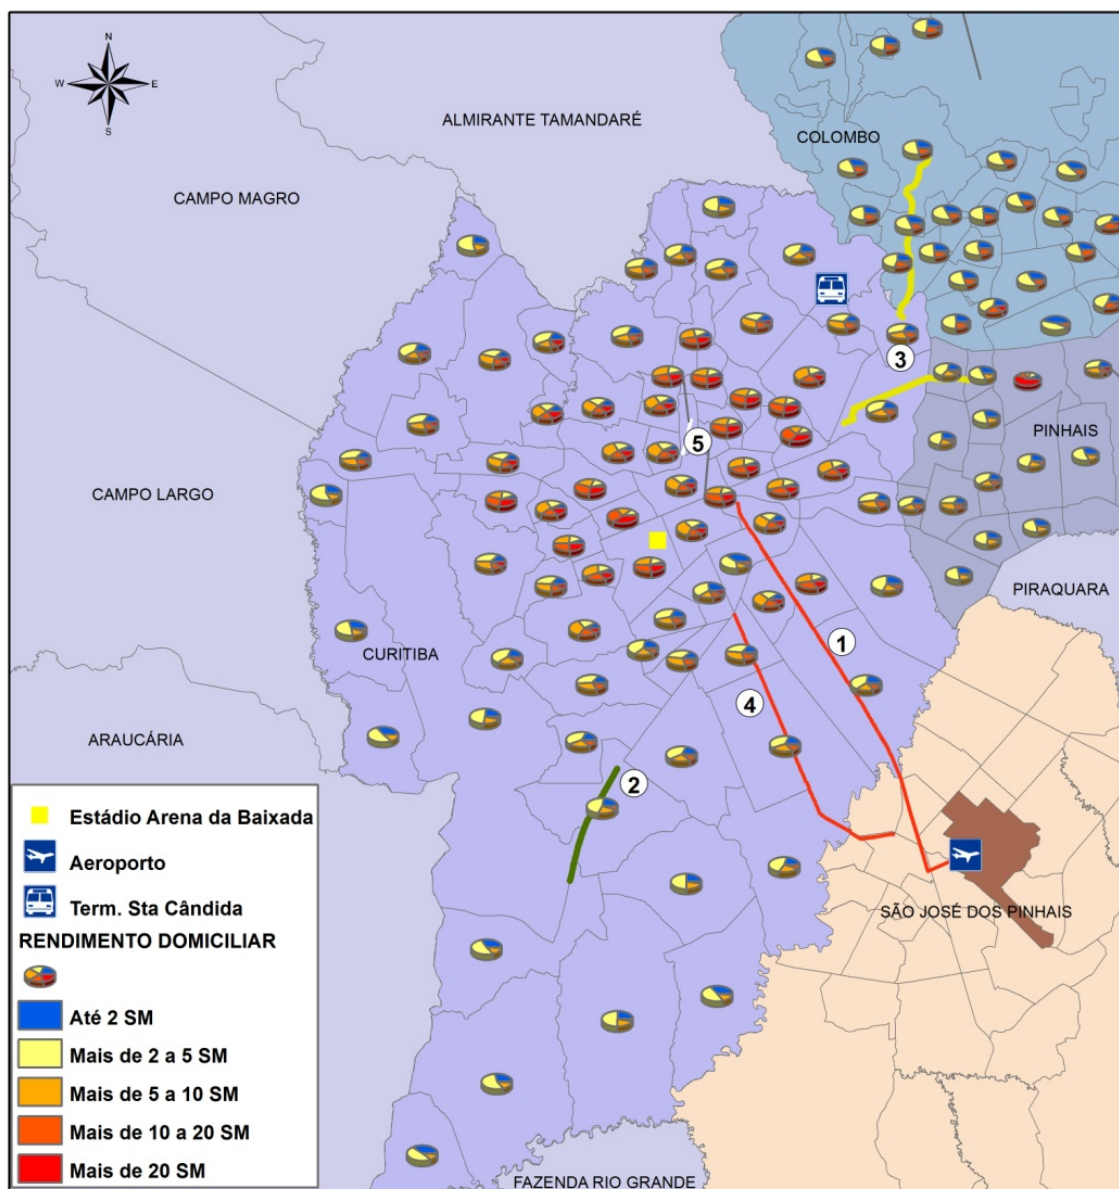 N
W E
S
ALMIRANTE TAMANDARÉ
COLOMBO
CAMPO MAGRO
3
PINHAIS
5
CAMPO LARGO
PIRAQUARA
1
CURITIBA
4
ARAUCÁRIA
2
SÃO JOSÉ DOS PINHAIS
FAZENDA RIO GRANDE
Estádio Arena da Baixada
Aeroporto
Term. Sta Cândida
RENDIMENTO DOMICILIAR
Até 2 SM
Mais de 2 a 5 SM
Mais de 5 a 10 SM
Mais de 10 a 20 SM
Mais de 20 SM